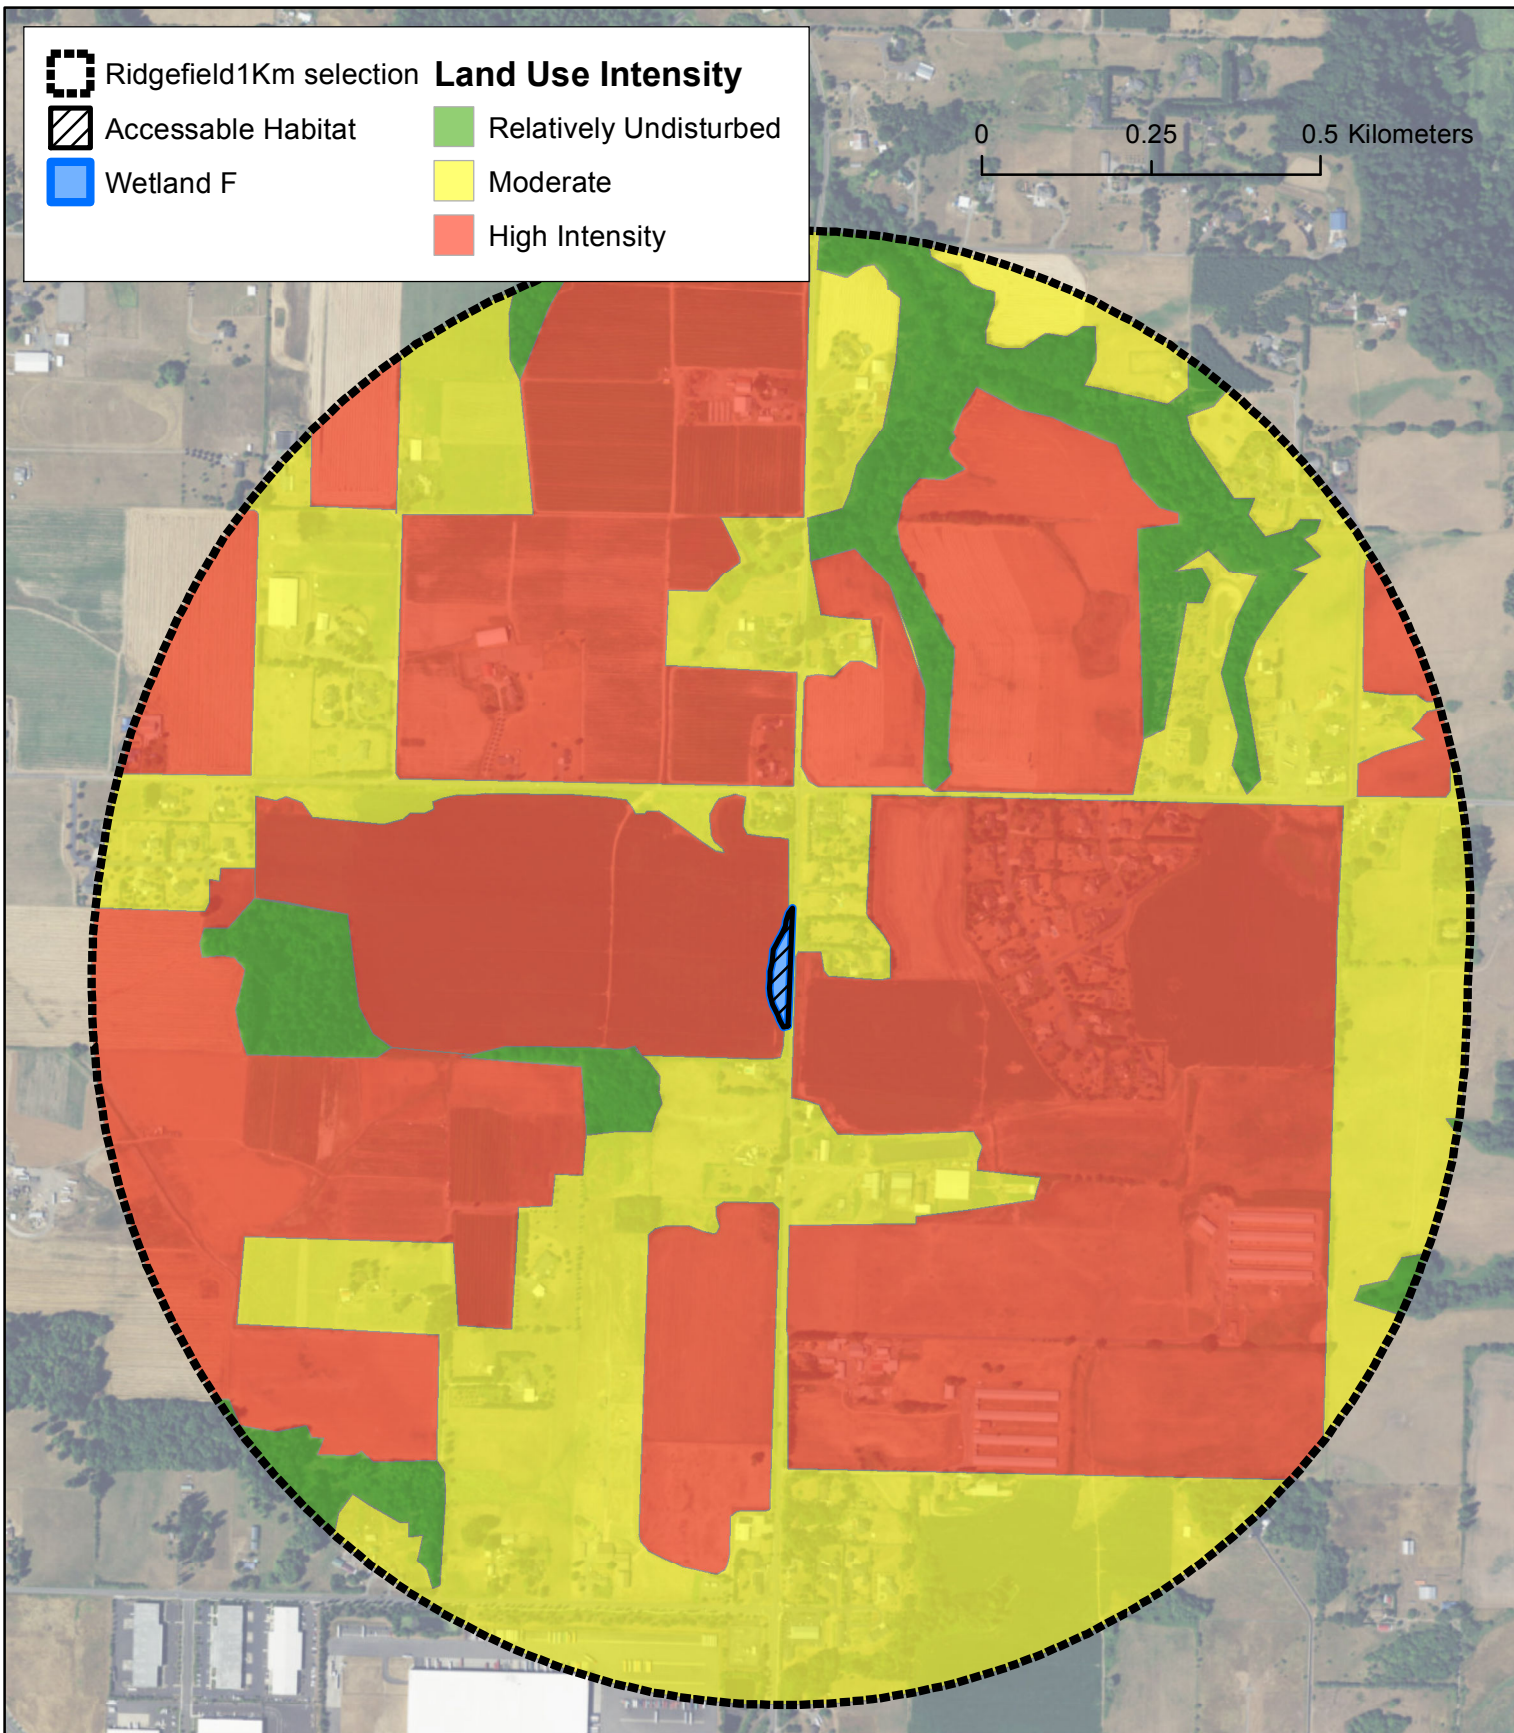 Ridgefield1Km selection
Accessable Habitat
Wetland F
Land Use Intensity
Relatively Undisturbed
Moderate
High Intensity
0 0.25 0.5 Kilometers